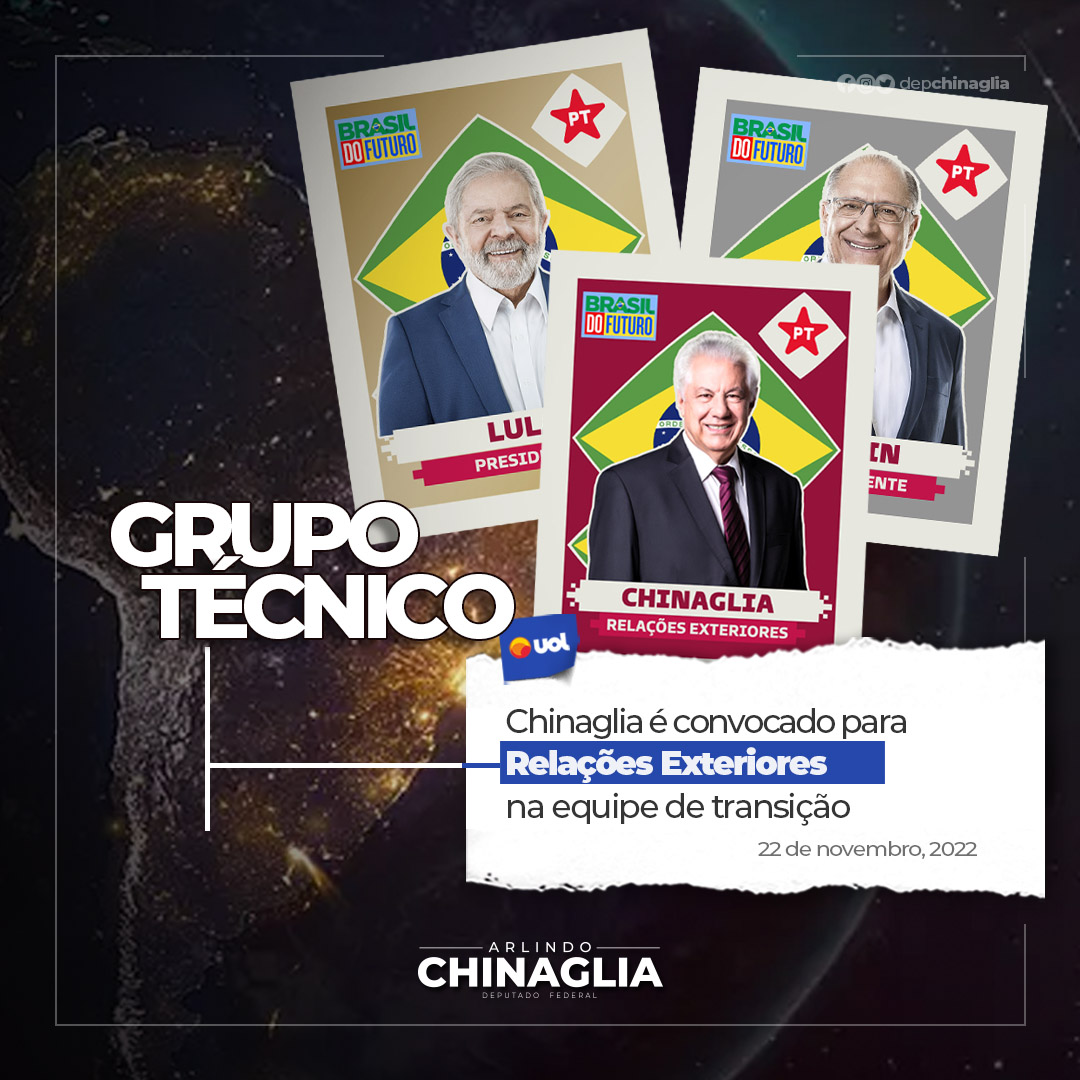 depchinaglia
BRASIL
DO FUTURO
PT
LUL
PRESID
BRASIL
DO FUTURO
PT
IN
ENTE
BRASIL
DO FUTURO
PT
ORDE
CHINAGLIA
RELAÇÕES EXTERIORES
GRUPO
TÉCNICO
uol
Chinaglia é convocado para
Relações Exteriores
na equipe de transição
22 de novembro, 2022
ARLINDO
CHINAGLIA
DEPUTADO FEDERAL